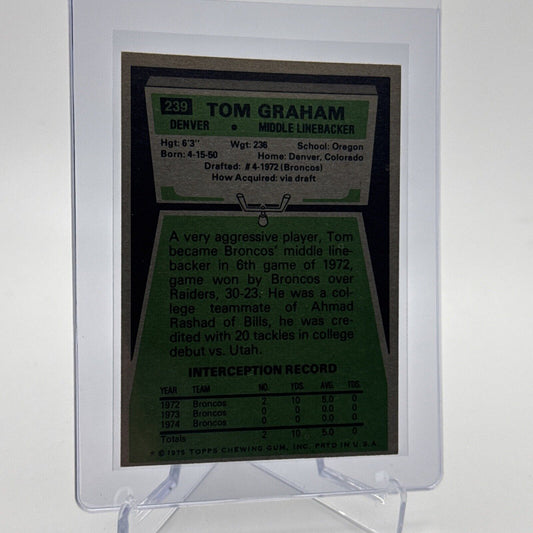 239 TOM GRAHAM
DENVER • MIDDLE LINEBACKER
Hgt: 6'3" Wgt: 236 School: Oregon
Born: 4-15-50 Home: Denver, Colorado
Drafted: #4-1972 (Broncos)
How Acquired: via draft
A very aggressive player, Tom
became Broncos' middle line-
backer in 6th game of 1972,
game won by Broncos over
Raiders, 30-23. He was a col-
lege teammate of Ahmad
Rashad of Bills, he was cre-
dited with 20 tackles in college
debut vs. Utah.
INTERCEPTION RECORD
YEAR TEAM NO. YDS. AVG. TDS.
1972 Broncos 2 10 5.0 0
1973 Broncos 0 0 0.0 0
1974 Broncos 0 0 0.0 0
Totals 2 10 5.0 0
* © 1975 TOPPS CHEWING GUM, INC. PRTD IN U.S.A.